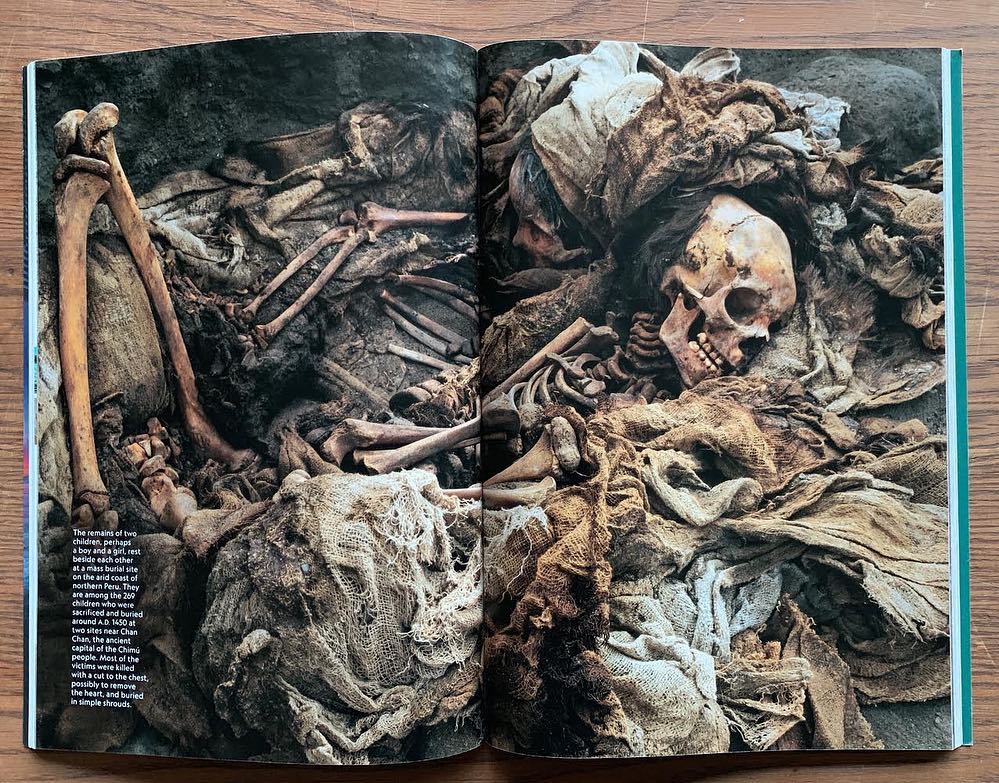 The remains of two
children, perhaps
a boy and a girl, rest
beside each other
at a mass burial site
on the arid coast of
northern Peru. They
are among the 269
children who were
sacrificed and buried
around A.D. 1450 at
two sites near Chan
Chan, the ancient
capital of the Chimú
people. Most of the
victims were killed
with a cut to the chest,
possibly to remove
the heart, and buried
in simple shrouds.